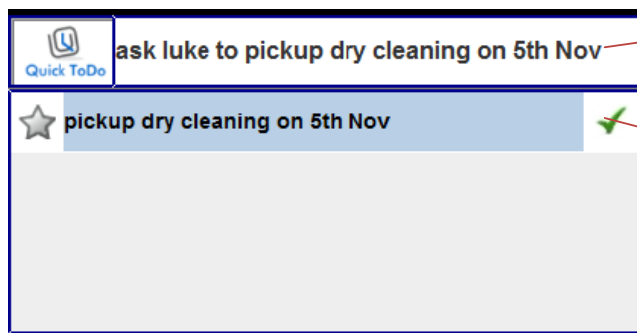 Quick ToDo
ask luke to pickup dry cleaning on 5th Nov
pickup dry cleaning on 5th Nov